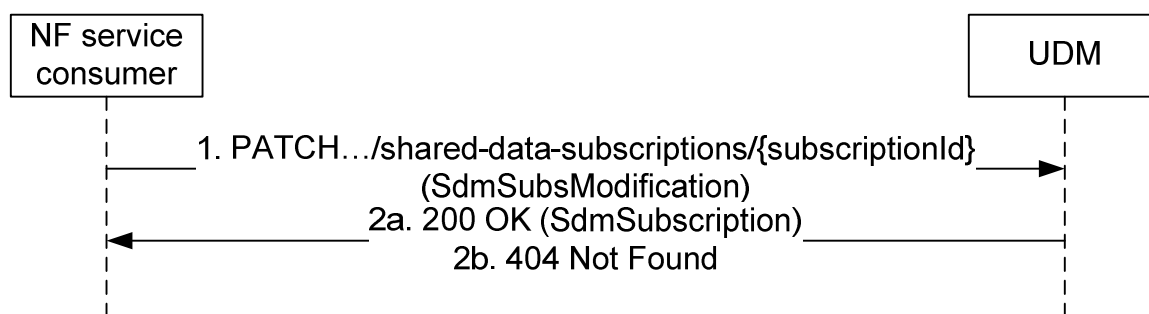 NF service
consumer
UDM
1. PATCH…/shared-data-subscriptions/{subscriptionId}
(SdmSubsModification)
2a. 200 OK (SdmSubscription)
2b. 404 Not Found